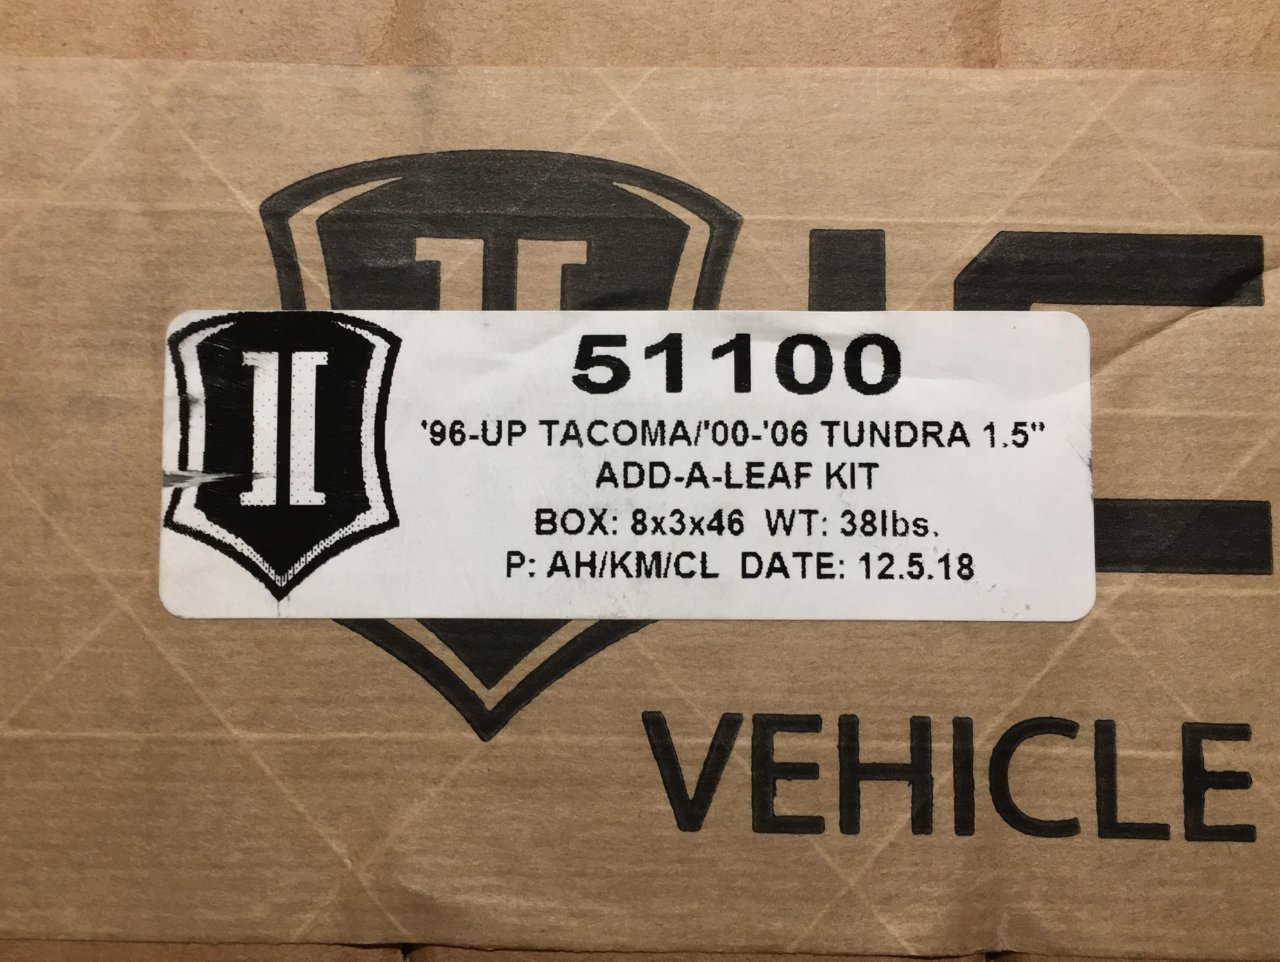 51100
'96-UP TACOMA/'00-'06 TUNDRA 1.5"
ADD-A-LEAF KIT
BOX: 8x3x46 WT: 38lbs.
P: AH/KM/CL DATE: 12.5.18
VEHICLE